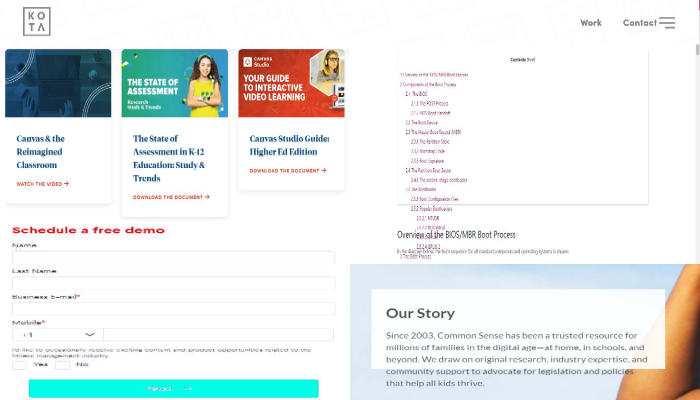 KO
TA
Work
Contact
CANVAS
Studio
THE STATE OF
ASSESSMENT
Research
Study & Trends
YOUR GUIDE
TO INTERACTIVE
VIDEO LEARNING
Canvas & the
Reimagined
Classroom
WATCH THE VIDEO →
The State of
Assessment in K-12
Education: Study &
Trends
DOWNLOAD THE DOCUMENT →
Canvas Studio Guide:
Higher Ed Edition
DOWNLOAD THE DOCUMENT →
Schedule a free demo
Name
Last Name
Business E-mail*
Mobile*
+1
I'd like to occasionally receive exciting content and product opportunities related to the
fitness management industry
Yes
No
Next →
Contents [hide]
1 Overview of the BIOS/MBR Boot Process
2 Components of the Boot Process
2.1 The BIOS
2.1.1 The POST Process
2.1.2 BIOS Boot Handoff
2.2 The Boot Device
2.3 The Master Boot Record (MBR)
2.3.1 The Partition Table
2.3.2 Bootstrap Code
2.3.3 Boot Signature
2.4 The Partition Boot Sector
2.4.1 The second-stage bootloader
2.5 The Bootloader
2.5.1 Boot Configuration Files
2.5.2 Popular Bootloaders
2.5.2.1 NTLDR
2.5.2.4 GRUB 2
3 The Boot Process
Overview of the BIOS/MBR Boot Process
In the diagram below, the boot sequence for all standard computers and operating systems is shown:
Our Story
Since 2003, Common Sense has been a trusted resource for
millions of families in the digital age—at home, in schools, and
beyond. We draw on original research, industry expertise, and
community support to advocate for legislation and policies
that help all kids thrive.